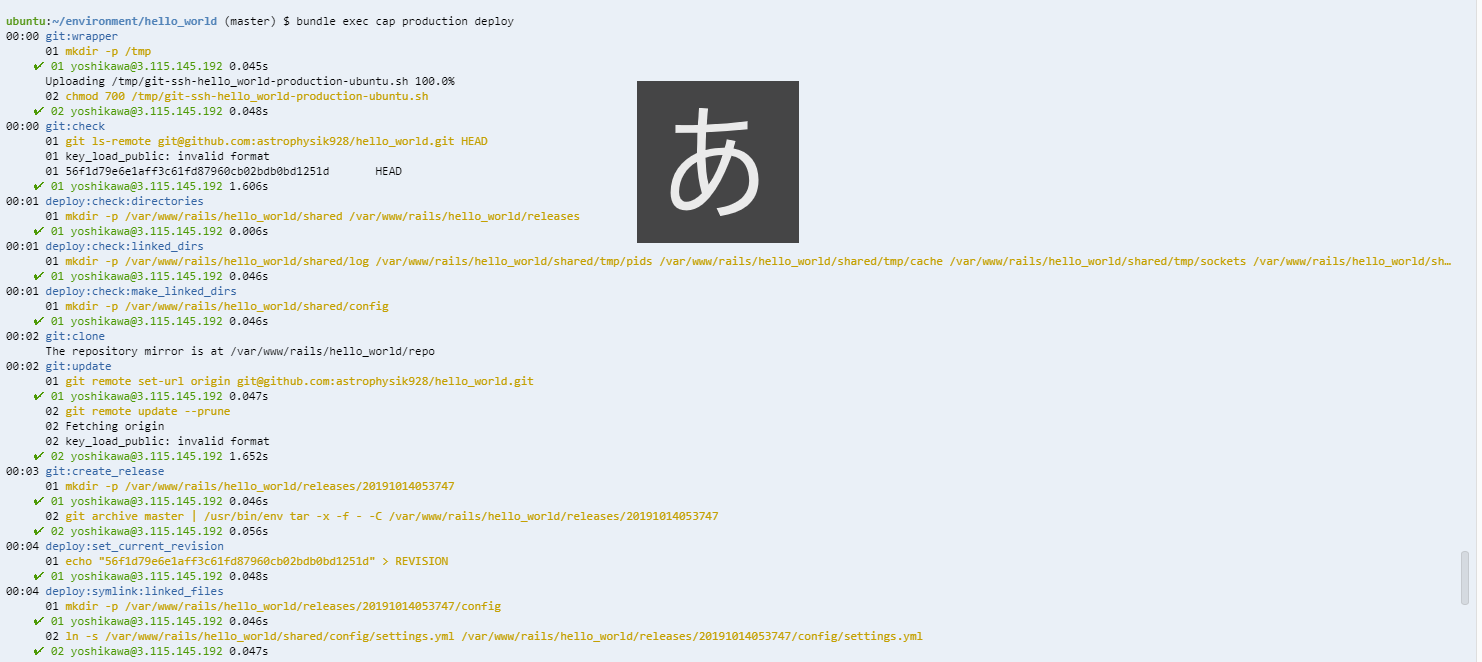 ubuntu:~/environment/hello_world (master) $ bundle exec cap production deploy
00:00 git:wrapper
01 mkdir -p /tmp
✔ 01 yoshikawa@3.115.145.192 0.045s
Uploading /tmp/git-ssh-hello_world-production-ubuntu.sh 100.0%
02 chmod 700 /tmp/git-ssh-hello_world-production-ubuntu.sh
✔ 02 yoshikawa@3.115.145.192 0.048s
00:00 git:check
01 git ls-remote git@github.com:astrophysik928/hello_world.git HEAD
01 key_load_public: invalid format
01 56f1d79e6e1aff3c61fd87960cb02bdb0bd1251d HEAD
✔ 01 yoshikawa@3.115.145.192 1.606s
00:01 deploy:check:directories
01 mkdir -p /var/www/rails/hello_world/shared /var/www/rails/hello_world/releases
✔ 01 yoshikawa@3.115.145.192 0.006s
00:01 deploy:check:linked_dirs
01 mkdir -p /var/www/rails/hello_world/shared/log /var/www/rails/hello_world/shared/tmp/pids /var/www/rails/hello_world/shared/tmp/cache /var/www/rails/hello_world/shared/tmp/sockets /var/www/rails/hello_world/sh…
✔ 01 yoshikawa@3.115.145.192 0.046s
00:01 deploy:check:make_linked_dirs
01 mkdir -p /var/www/rails/hello_world/shared/config
✔ 01 yoshikawa@3.115.145.192 0.046s
00:02 git:clone
The repository mirror is at /var/www/rails/hello_world/repo
00:02 git:update
01 git remote set-url origin git@github.com:astrophysik928/hello_world.git
✔ 01 yoshikawa@3.115.145.192 0.047s
02 git remote update --prune
02 Fetching origin
02 key_load_public: invalid format
✔ 02 yoshikawa@3.115.145.192 1.652s
00:03 git:create_release
01 mkdir -p /var/www/rails/hello_world/releases/20191014053747
✔ 01 yoshikawa@3.115.145.192 0.046s
02 git archive master | /usr/bin/env tar -x -f - -C /var/www/rails/hello_world/releases/20191014053747
✔ 02 yoshikawa@3.115.145.192 0.056s
00:04 deploy:set_current_revision
01 echo "56f1d79e6e1aff3c61fd87960cb02bdb0bd1251d" > REVISION
✔ 01 yoshikawa@3.115.145.192 0.048s
00:04 deploy:symlink:linked_files
01 mkdir -p /var/www/rails/hello_world/releases/20191014053747/config
✔ 01 yoshikawa@3.115.145.192 0.046s
02 ln -s /var/www/rails/hello_world/shared/config/settings.yml /var/www/rails/hello_world/releases/20191014053747/config/settings.yml
✔ 02 yoshikawa@3.115.145.192 0.047s
あ